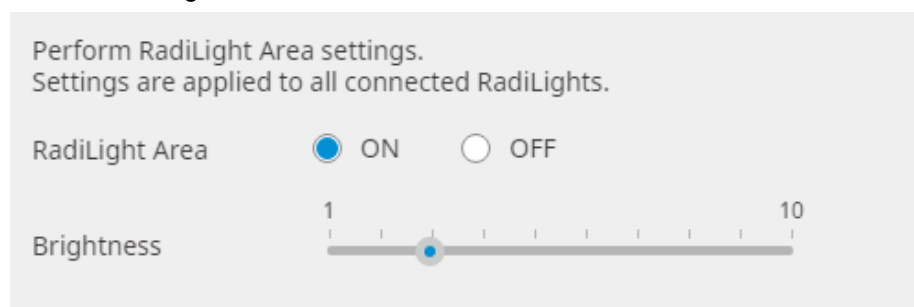 Perform RadiLight Area settings.
Settings are applied to all connected RadiLights.
RadiLight Area ON OFF
1 10
Brightness